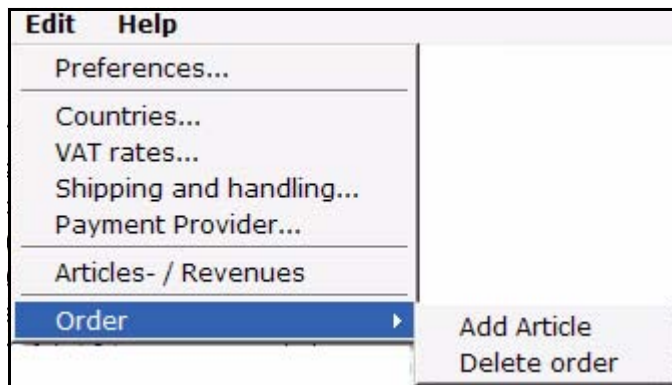 Edit Help
Preferences...
Countries...
VAT rates...
Shipping and handling...
Payment Provider...
Articles- / Revenues
Order
Add Article
Delete order